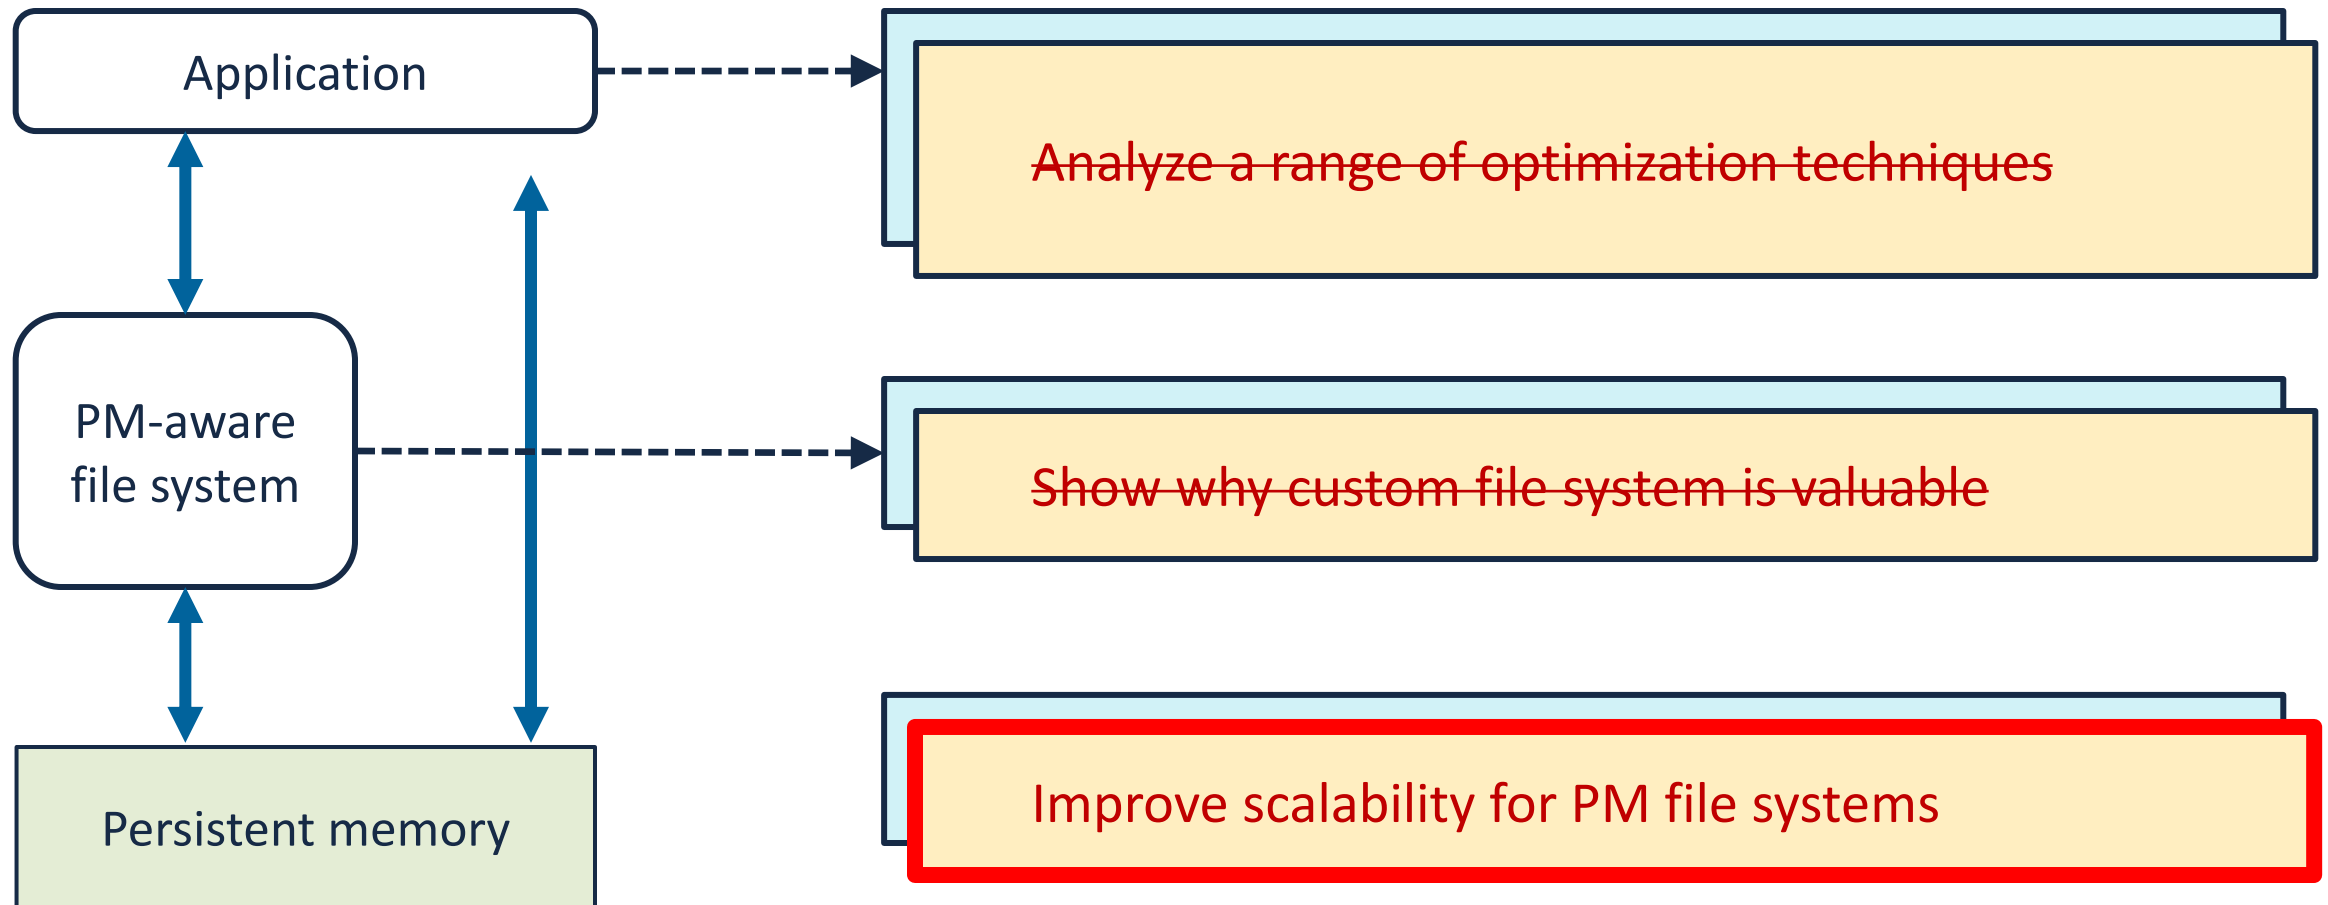 Application
Analyze a range of optimization techniques
PM-aware
file system
Show why custom file system is valuable
Persistent memory
Improve scalability for PM file systems